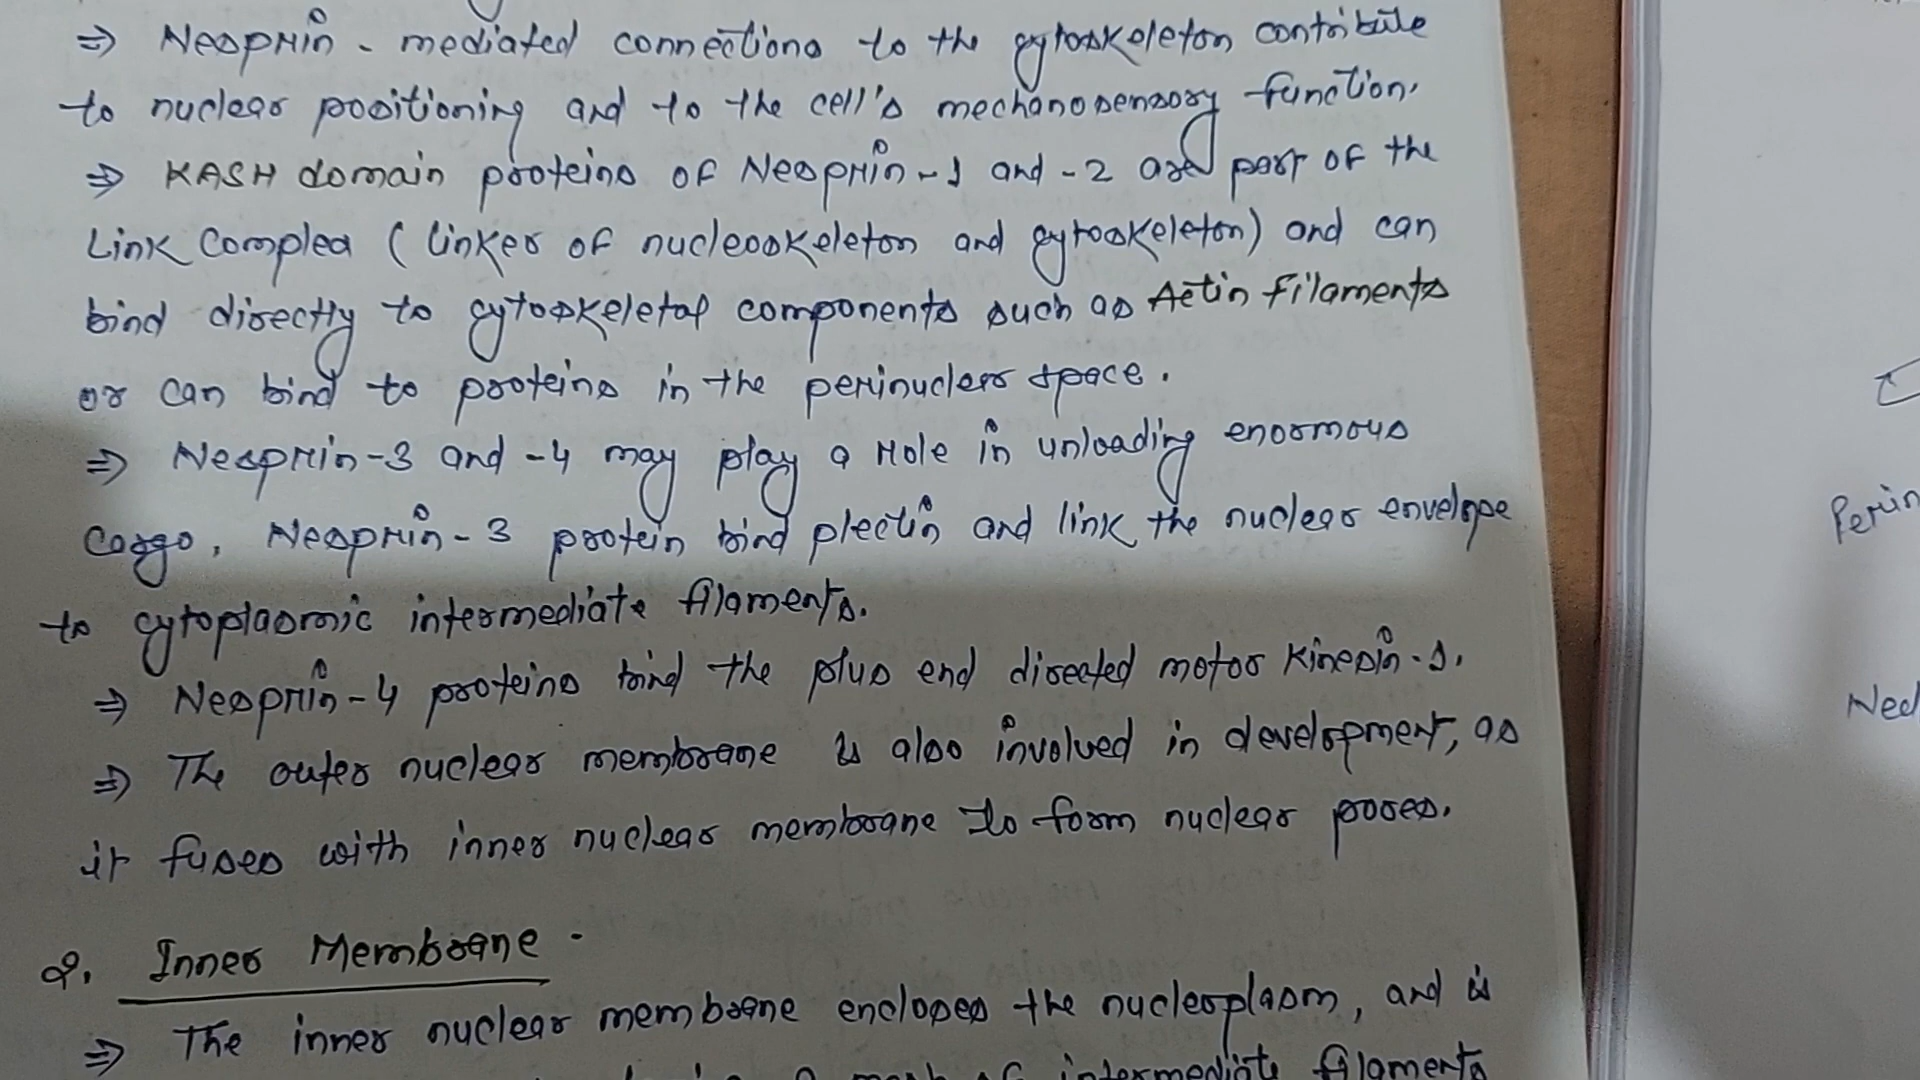 ⇒ Nesprin - mediated connections to the cytoskeleton contribute
to nuclear positioning and to the cell's mechanosensory function.
⇒ KASH domain proteins of Nesprin -1 and -2 are part of the
Link Complex ( linker of nucleoskeleton and cytoskeleton) and can
bind directly to cytoskeletal components such as Actin filaments
or can bind to proteins in the perinuclear space.
⇒ Nesprin-3 and -4 may play a role in unloading enormous
cargo, Nesprin-3 protein bind plectin and link the nuclear envelope
to cytoplasmic intermediate filaments.
⇒ Nesprin-4 proteins bind the plus end directed motor Kinesin-1.
⇒ The outer nuclear membrane is also involved in development, as
it fuses with inner nuclear membrane to form nuclear pores.
2. Inner Membrane -
⇒ The inner nuclear membrane encloses the nucleoplasm, and is
intermediate filaments